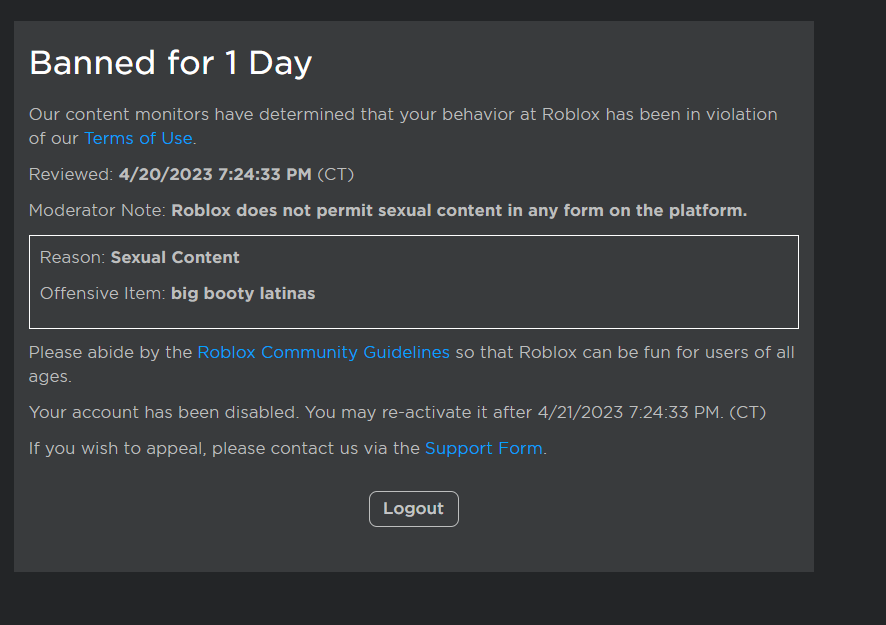 Banned for 1 Day
Our content monitors have determined that your behavior at Roblox has been in violation
of our Terms of Use.
Reviewed: 4/20/2023 7:24:33 PM (CT)
Moderator Note: Roblox does not permit sexual content in any form on the platform.
Reason: Sexual Content
Offensive Item: big booty latinas
Please abide by the Roblox Community Guidelines so that Roblox can be fun for users of all
ages.
Your account has been disabled. You may re-activate it after 4/21/2023 7:24:33 PM. (CT)
If you wish to appeal, please contact us via the Support Form.
Logout